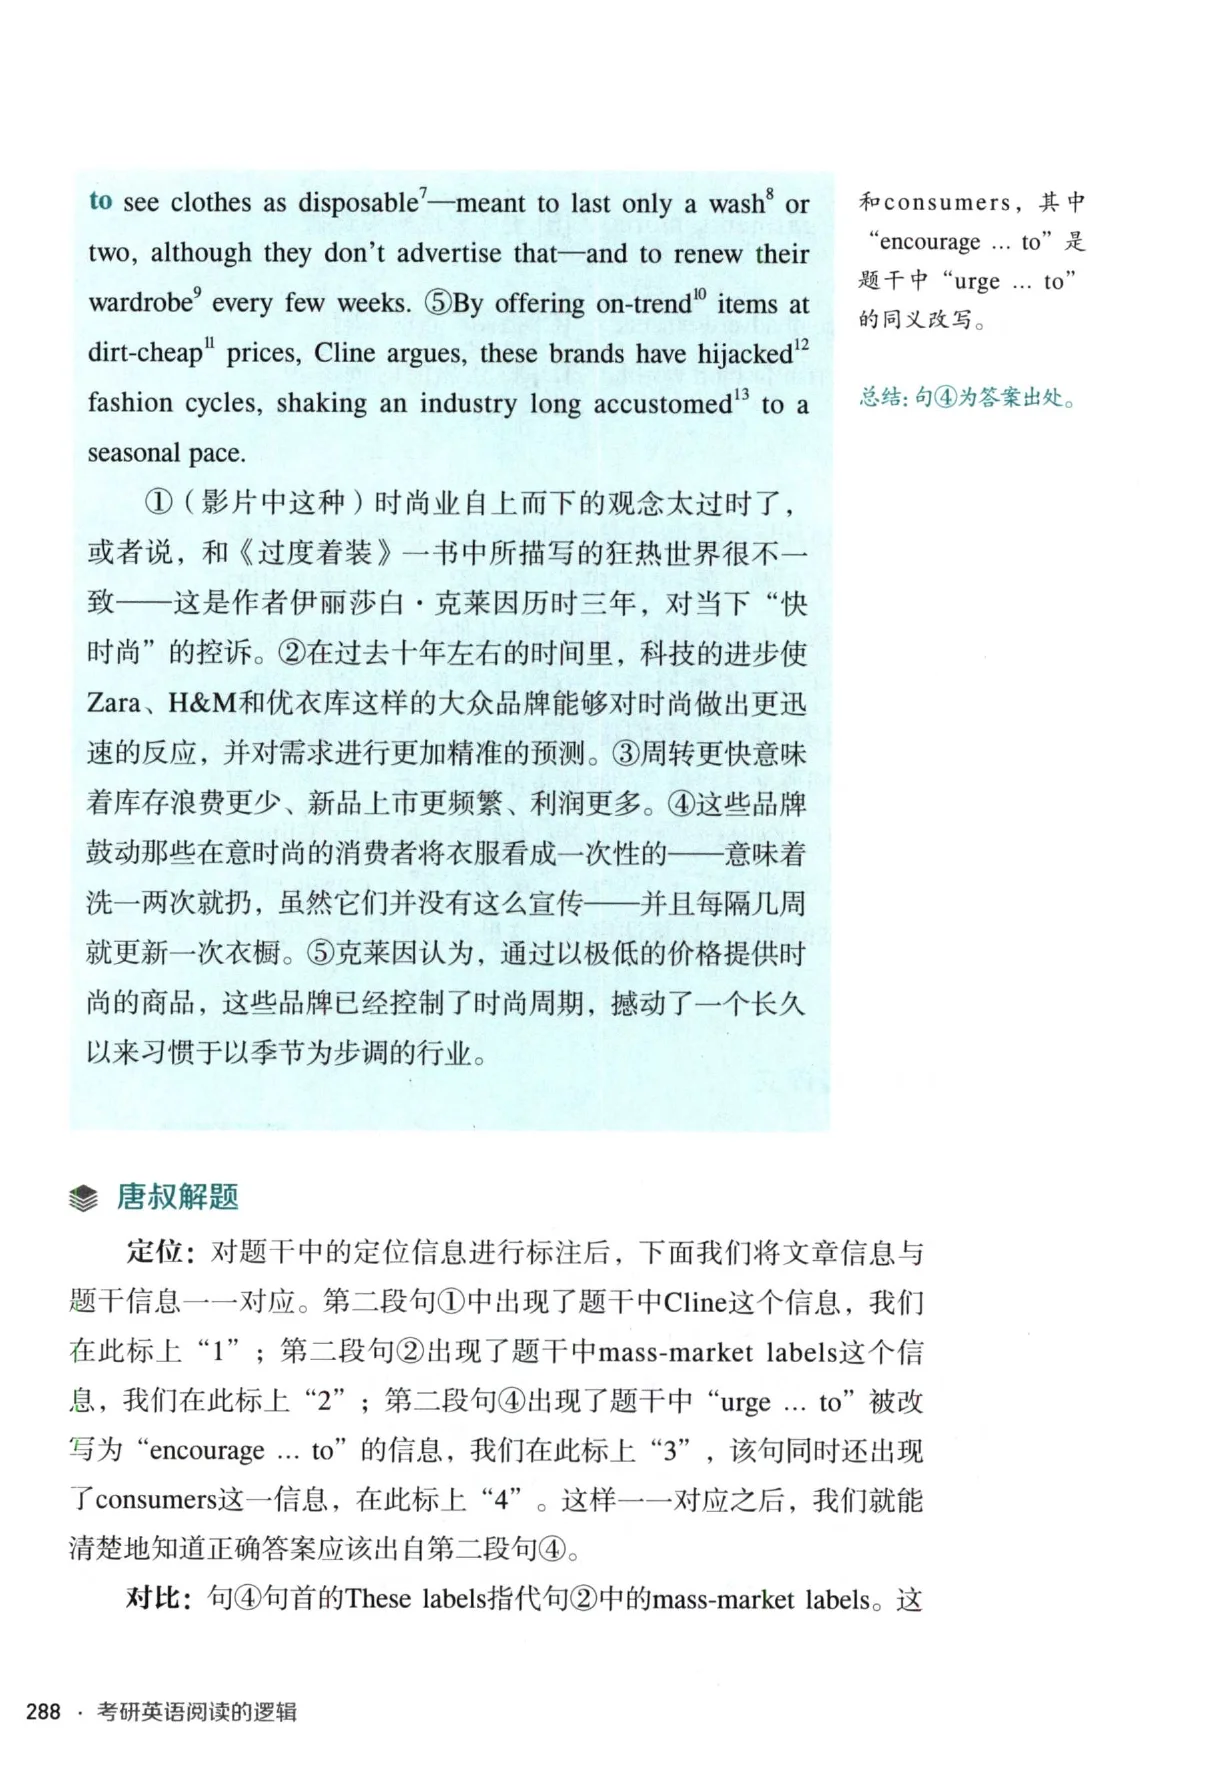 to see clothes as disposable7—meant to last only a wash8 or
two, although they don't advertise that—and to renew their
wardrobe9 every few weeks. ⑤By offering on-trend10 items at
dirt-cheap11 prices, Cline argues, these brands have hijacked12
fashion cycles, shaking an industry long accustomed13 to a
seasonal pace.
①(影片中这种)时尚业自上而下的观念太过时了,
或者说,和《过度着装》一书中所描写的狂热世界很不一
致——这是作者伊丽莎白·克莱因历时三年,对当下“快
时尚”的控诉。②在过去十年左右的时间里,科技的进步使
Zara、H&M和优衣库这样的大众品牌能够对时尚做出更迅
速的反应,并对需求进行更加精准的预测。③周转更快意味
着库存浪费更少、新品上市更频繁、利润更多。④这些品牌
鼓动那些在意时尚的消费者将衣服看成一次性的——意味着
洗一两次就扔,虽然它们并没有这么宣传——并且每隔几周
就更新一次衣橱。⑤克莱因认为,通过以极低的价格提供时
尚的商品,这些品牌已经控制了时尚周期,撼动了一个长久
以来习惯于以季节为步调的行业。
和consumers,其中
“encourage ... to”是
题干中“urge ... to”
的同义改写。
总结:句④为答案出处。
唐叔解题
定位:对题干中的定位信息进行标注后,下面我们将文章信息与
题干信息一一对应。第二段句①中出现了题干中Cline这个信息,我们
在此标上“1”;第二段句②出现了题干中mass-market labels这个信
息,我们在此标上“2”;第二段句④出现了题干中“urge ... to”被改
写为“encourage ... to”的信息,我们在此标上“3”,该句同时还出现
了consumers这一信息,在此标上“4”。这样一一对应之后,我们就能
清楚地知道正确答案应该出自第二段句④。
对比:句④句首的These labels指代句②中的mass-market labels。这
288 · 考研英语阅读的逻辑